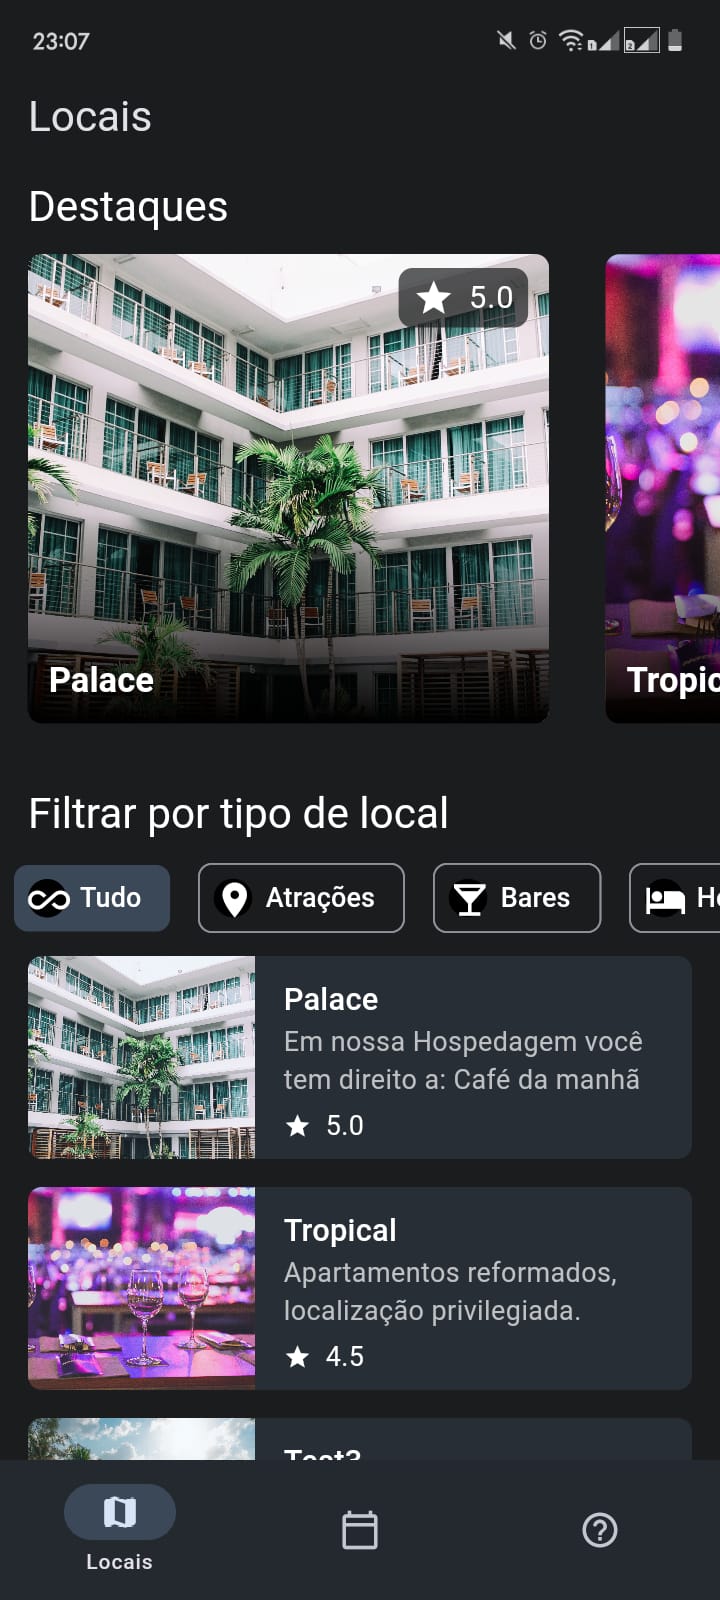 23:07
Locais
Destaques
5.0
Palace
Tropic
Filtrar por tipo de local
Tudo
Atrações
Bares
Palace
Em nossa Hospedagem você
tem direito a: Café da manhã
5.0
Tropical
Apartamentos reformados,
localização privilegiada.
4.5
Locais